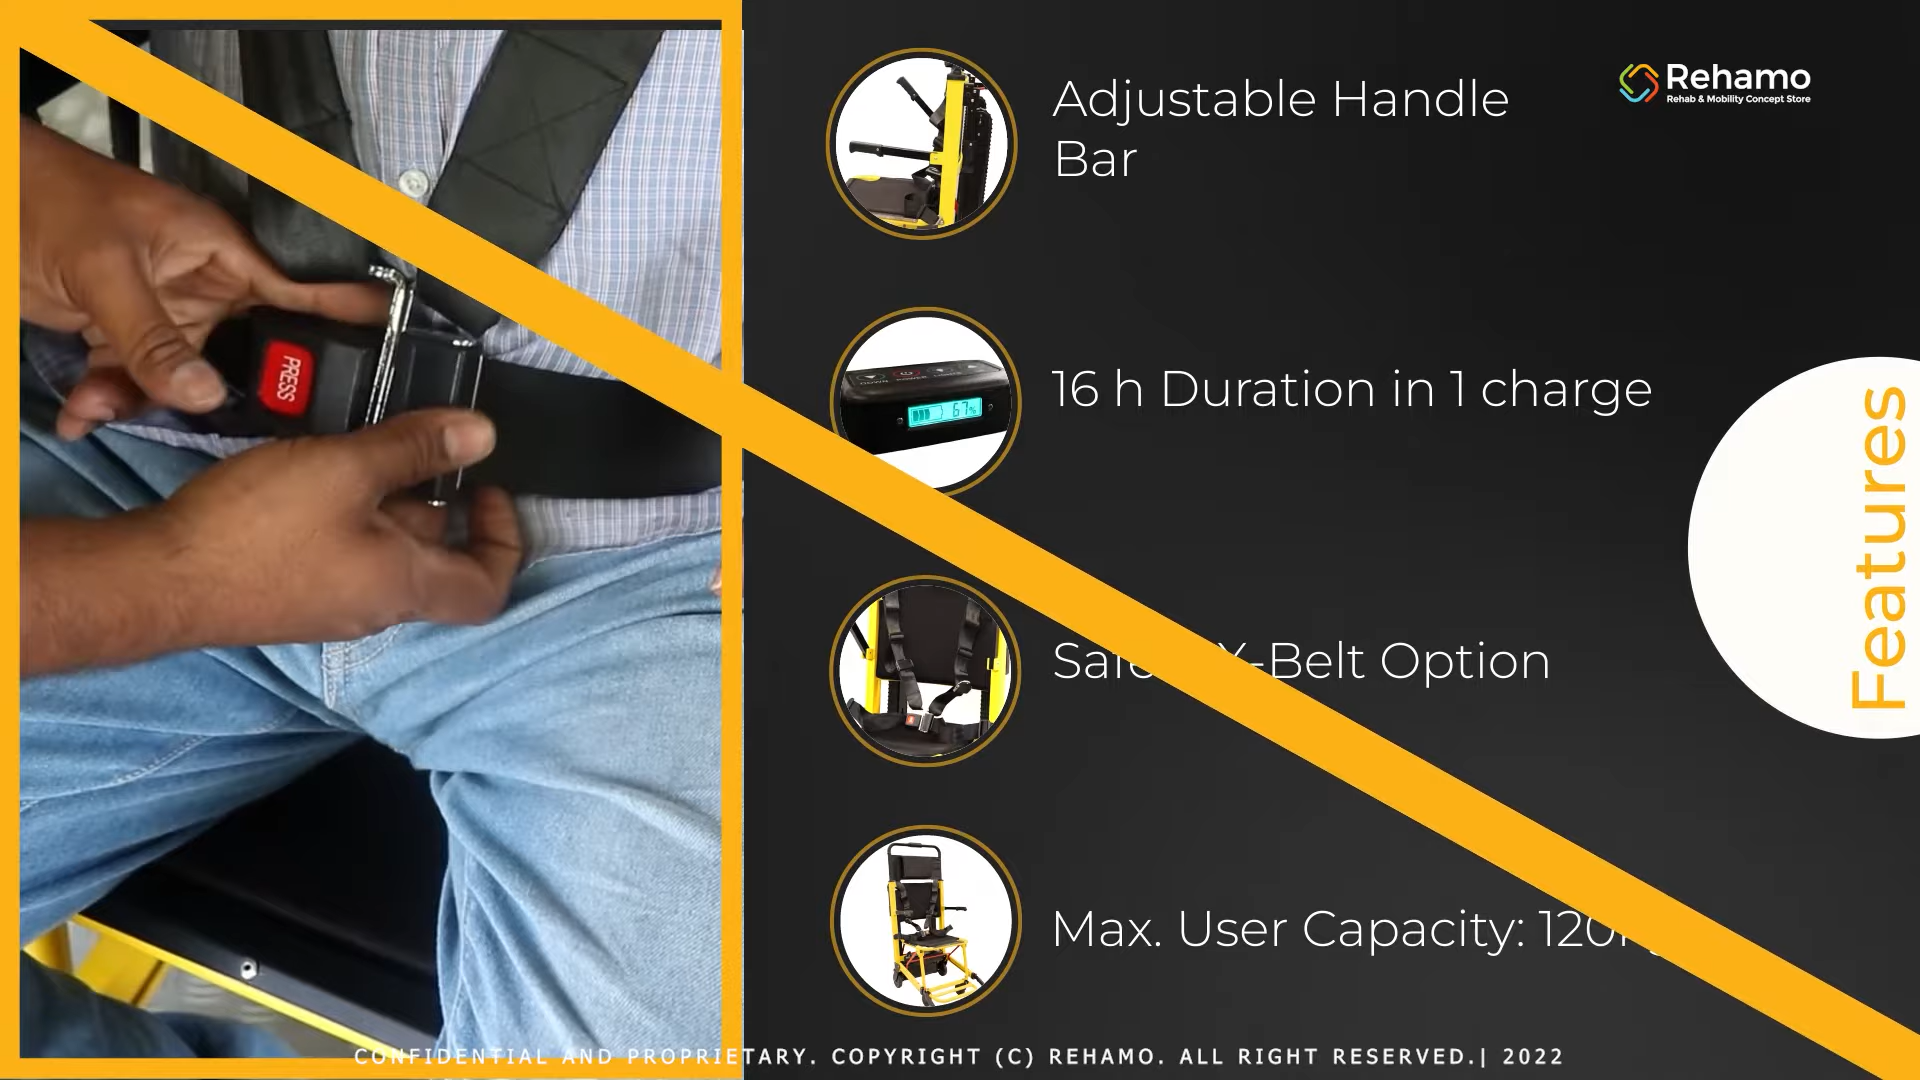 Adjustable Handle
Bar
Rehamo
Rehab & Mobility Concept Store
16 h Duration in 1 charge
PRESS
67%
Features
-Belt Option
Max. User Capacity:
CONFIDENTIAL AND PROPRIETARY. COPYRIGHT (C) REHAMO. ALL RIGHT RESERVED.| 2022